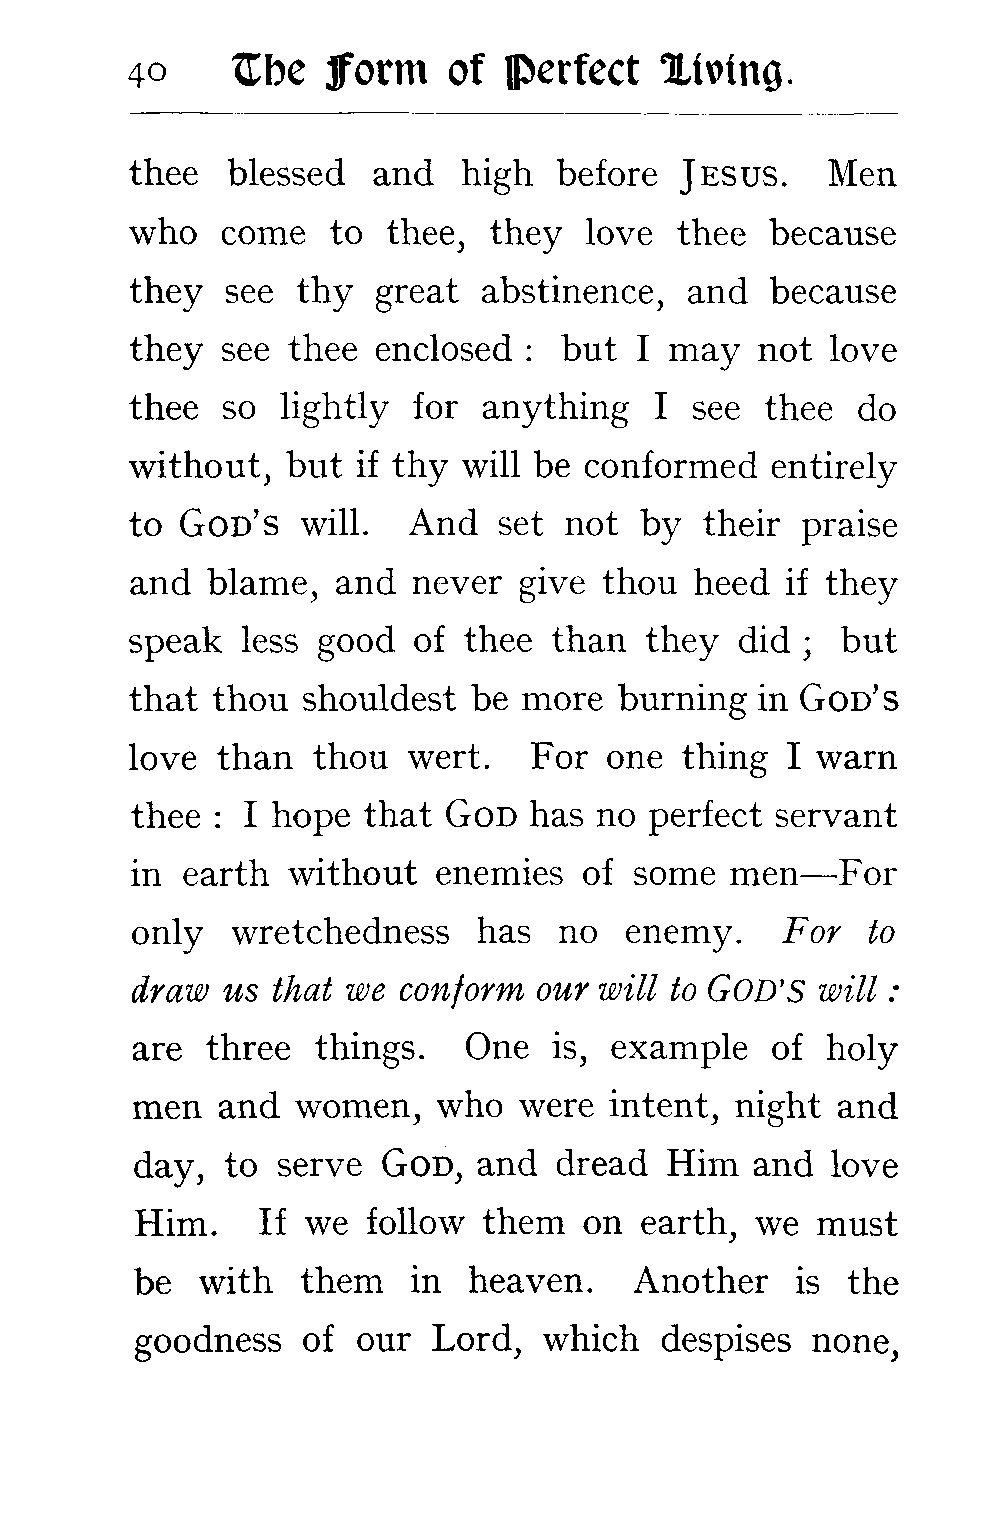 40 The Form of Perfect Living.
thee blessed and high before JESUS. Men
who come to thee, they love thee because
they see thy great abstinence, and because
they see thee enclosed : but I may not love
thee so lightly for anything I see thee do
without, but if thy will be conformed entirely
to GOD'S will. And set not by their praise
and blame, and never give thou heed if they
speak less good of thee than they did ; but
that thou shouldest be more burning in GOD'S
love than thou wert. For one thing I warn
thee : I hope that GOD has no perfect servant
in earth without enemies of some men—For
only wretchedness has no enemy. For to
draw us that we conform our will to GOD'S will :
are three things. One is, example of holy
men and women, who were intent, night and
day, to serve GOD, and dread Him and love
Him. If we follow them on earth, we must
be with them in heaven. Another is the
goodness of our Lord, which despises none,